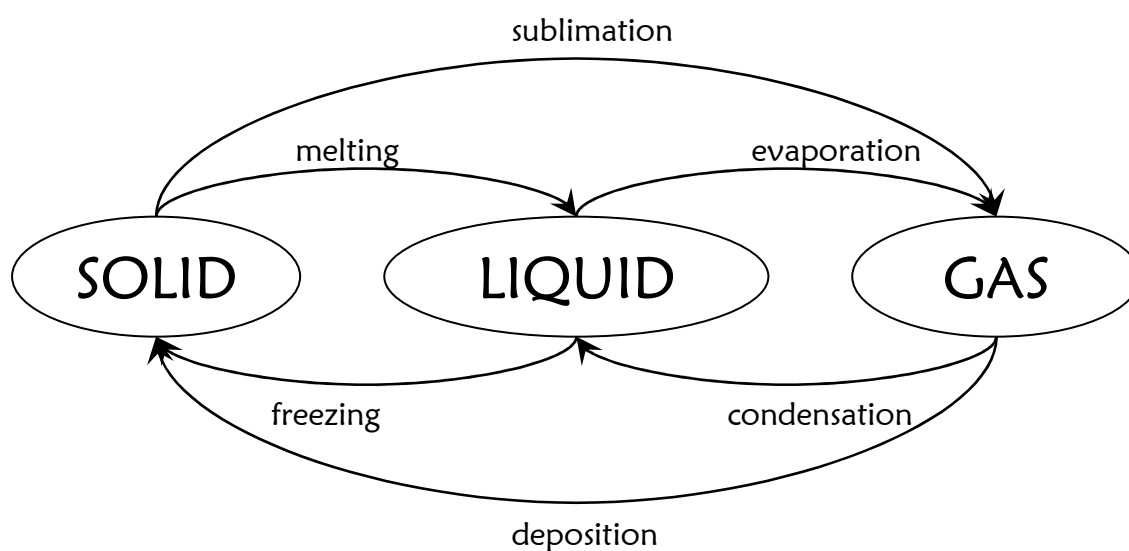 sublimation
melting
evaporation
SOLID
LIQUID
GAS
freezing
condensation
deposition